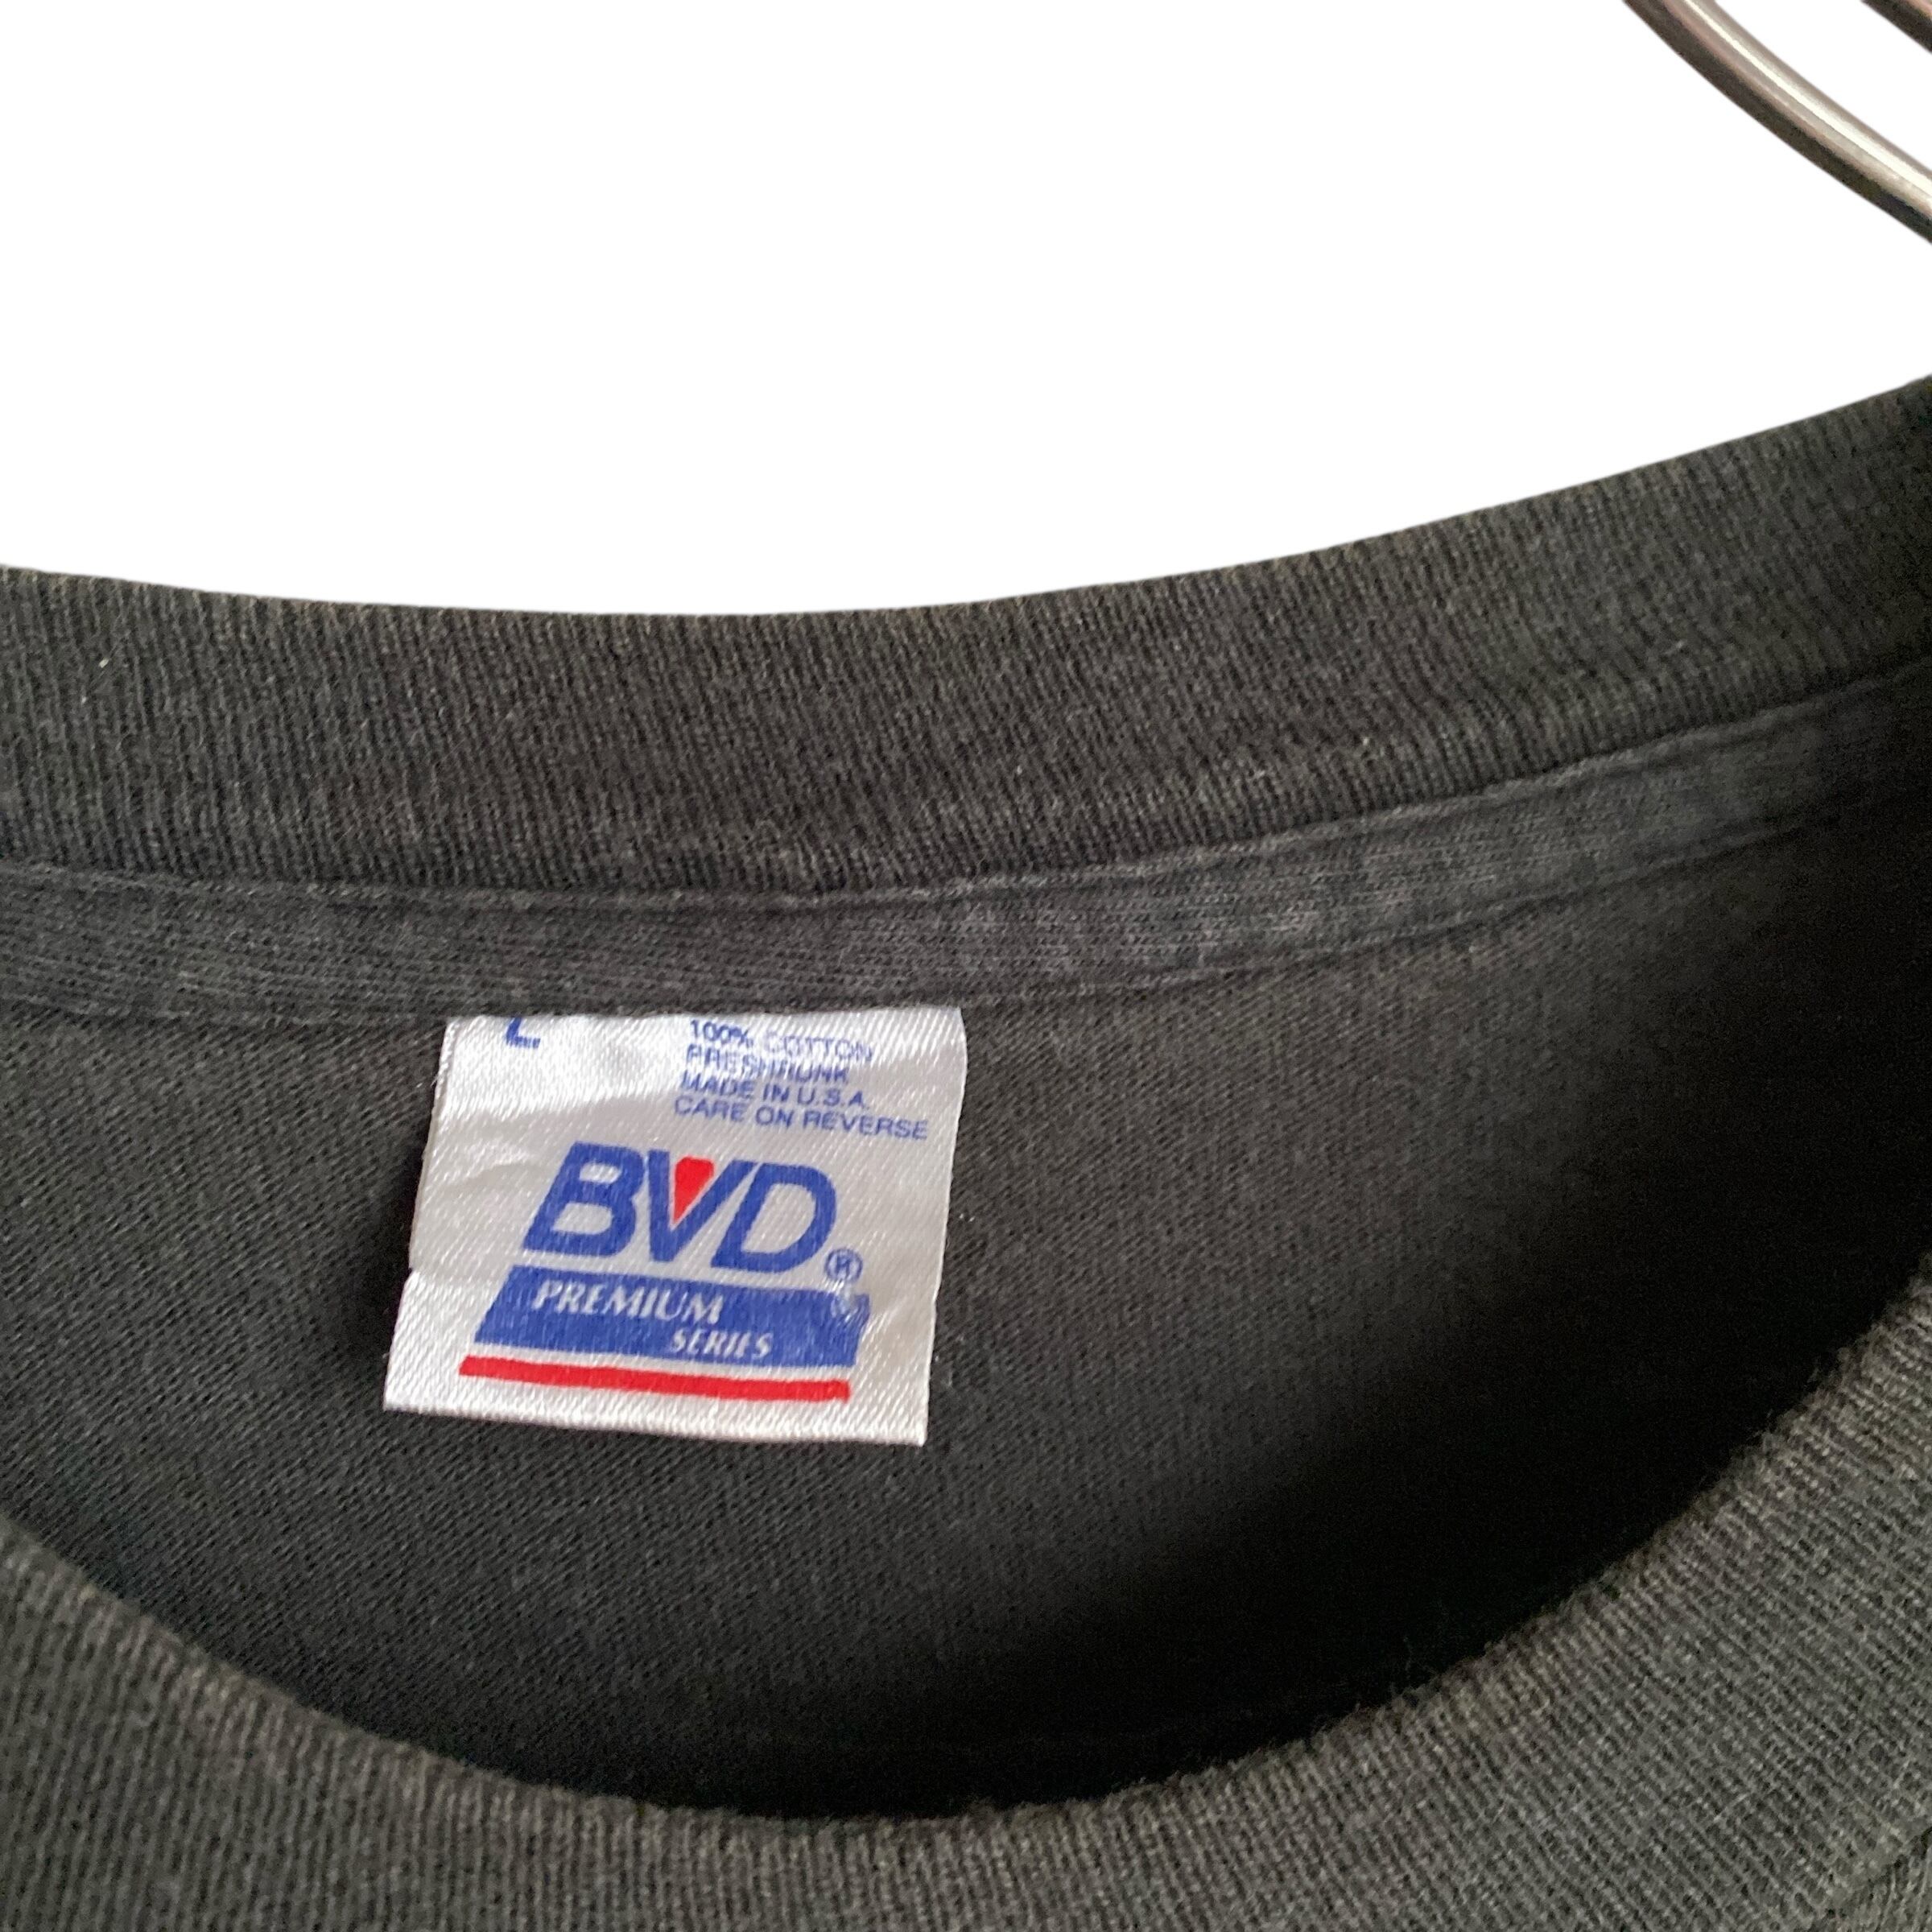 L
100% COTTON
PRESHRUNK
MADE IN U.S.A.
CARE ON REVERSE
BVD®
PREMIUM
SERIES